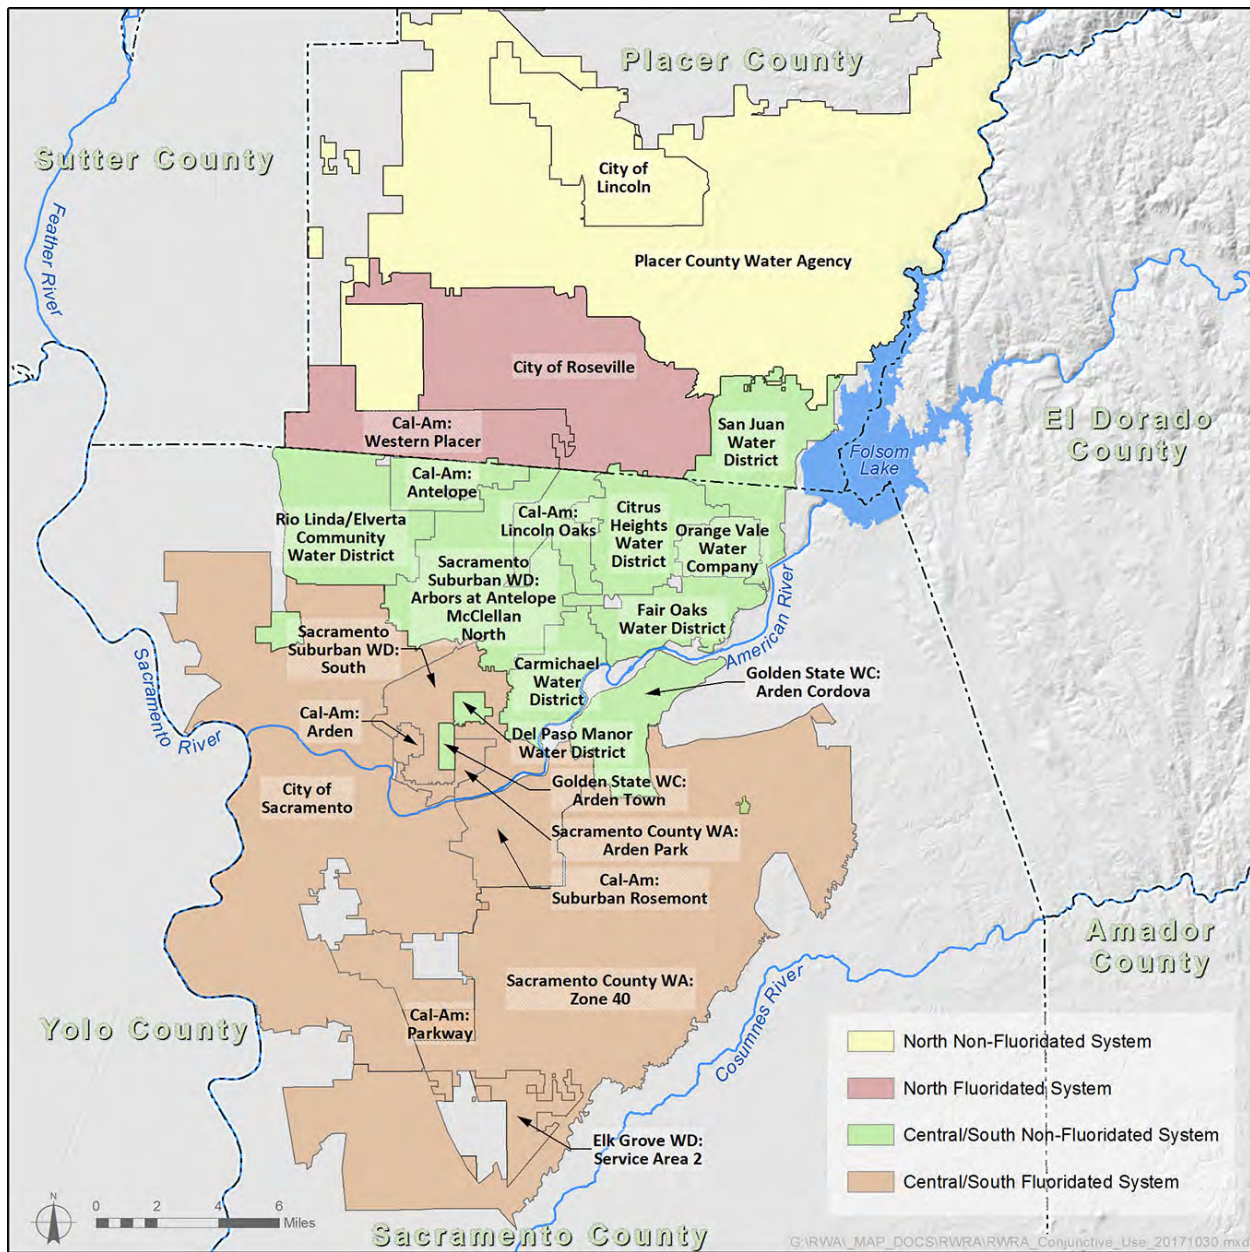 Placer County
Sutter County
City of
Lincoln
Feather River
Placer County Water Agency
City of Roseville
Cal-Am:
Western Placer
San Juan
Water
District
El Dorado
County
Folsom
Lake
Cal-Am:
Antelope
Cal-Am:
Lincoln Oaks
Citrus
Heights
Water
District
Orange Vale
Water
Company
Rio Linda/Elverta
Community
Water District
Sacramento
Suburban WD:
Arbors at Antelope
McClellan
North
Fair Oaks
Water District
American River
Sacramento
Suburban WD:
South
Sacramento River
Carmichael
Water
District
Golden State WC:
Arden Cordova
Cal-Am:
Arden
Del Paso Manor
Water District
City of
Sacramento
Golden State WC:
Arden Town
Sacramento County WA:
Arden Park
Cal-Am:
Suburban Rosemont
Amador
County
Sacramento County WA:
Zone 40
Cosumnes River
Yolo County
Cal-Am:
Parkway
North Non-Fluoridated System
North Fluoridated System
Central/South Non-Fluoridated System
Central/South Fluoridated System
Elk Grove WD:
Service Area 2
N
0 2 4 6
Miles
Sacramento County
G:\RWA\_MAP_DOCS\RWRA\RWRA_Conjunctive_Use_20171030.mxd